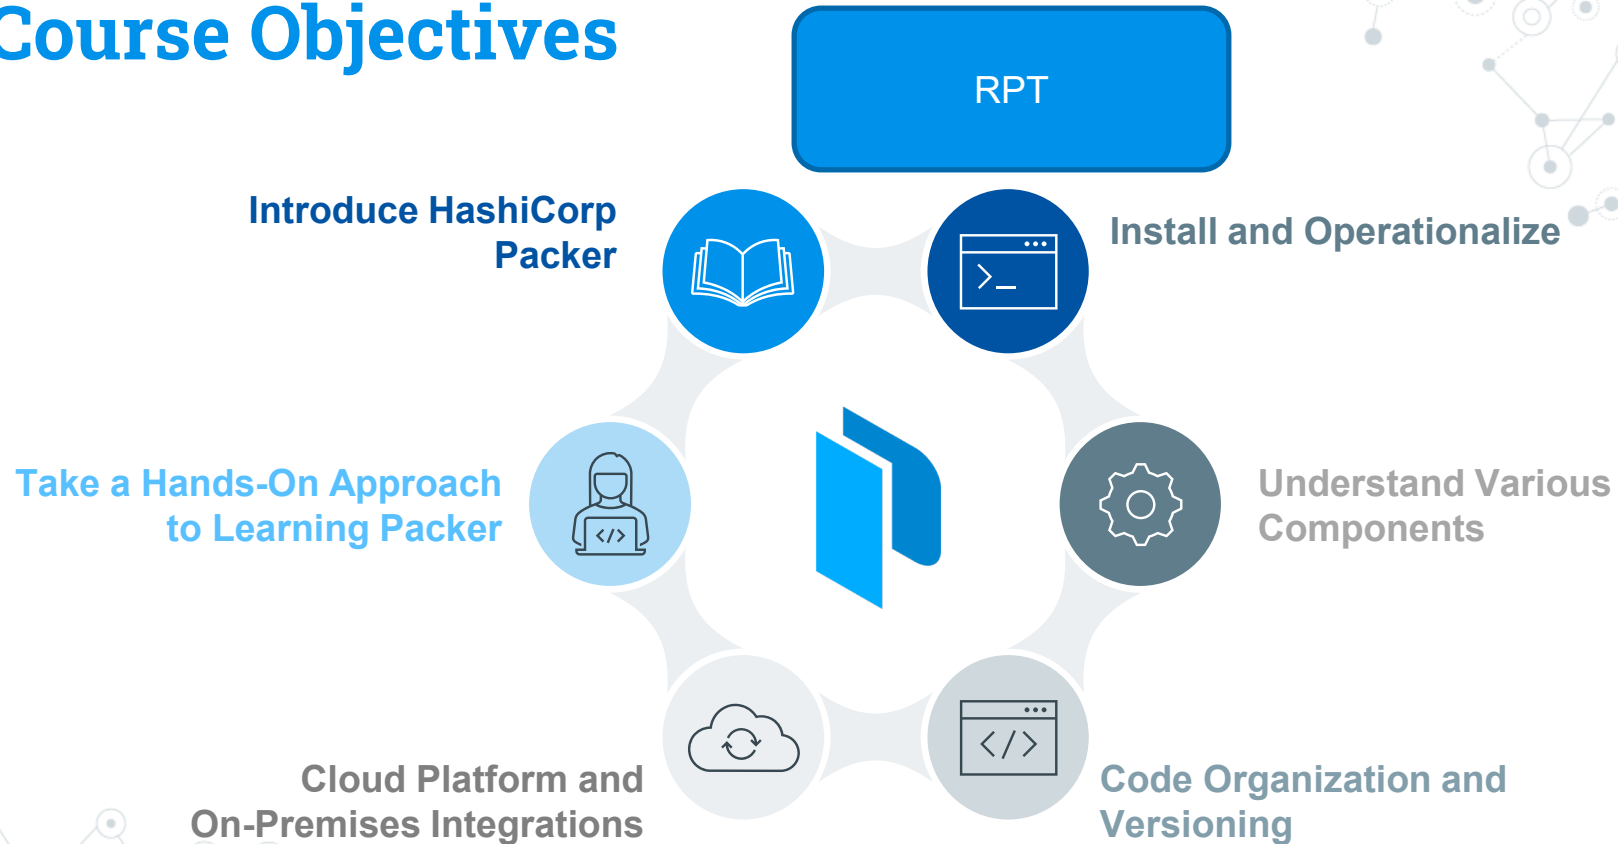 Course Objectives
RPT
Introduce HashiCorp
Packer
Install and Operationalize
Take a Hands-On Approach
to Learning Packer
Understand Various
Components
Cloud Platform and
On-Premises Integrations
Code Organization and
Versioning